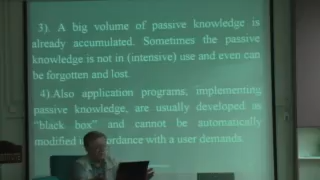 3). A big volume of passive knowledge is
already accumulated. Sometimes the passive
knowledge is not in (intensive) use and even can
be forgotten and lost.
4).Also application programs, implementing
passive knowledge, are usually developed as
“black box” and cannot be automatically
modified in accordance with a user demands.